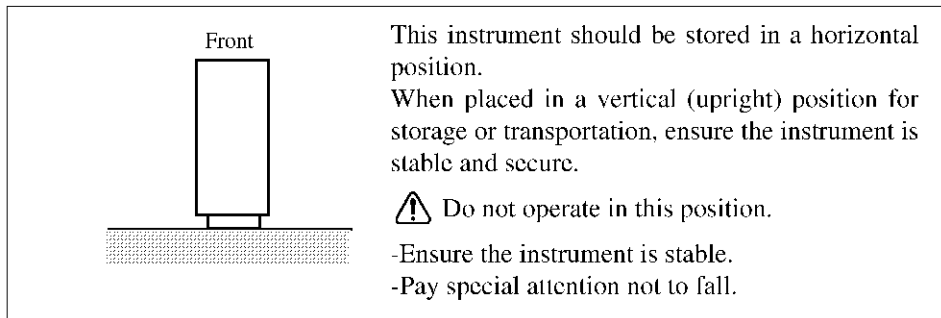 Front
This instrument should be stored in a horizontal
position.
When placed in a vertical (upright) position for
storage or transportation, ensure the instrument is
stable and secure.
Do not operate in this position.
-Ensure the instrument is stable.
-Pay special attention not to fall.